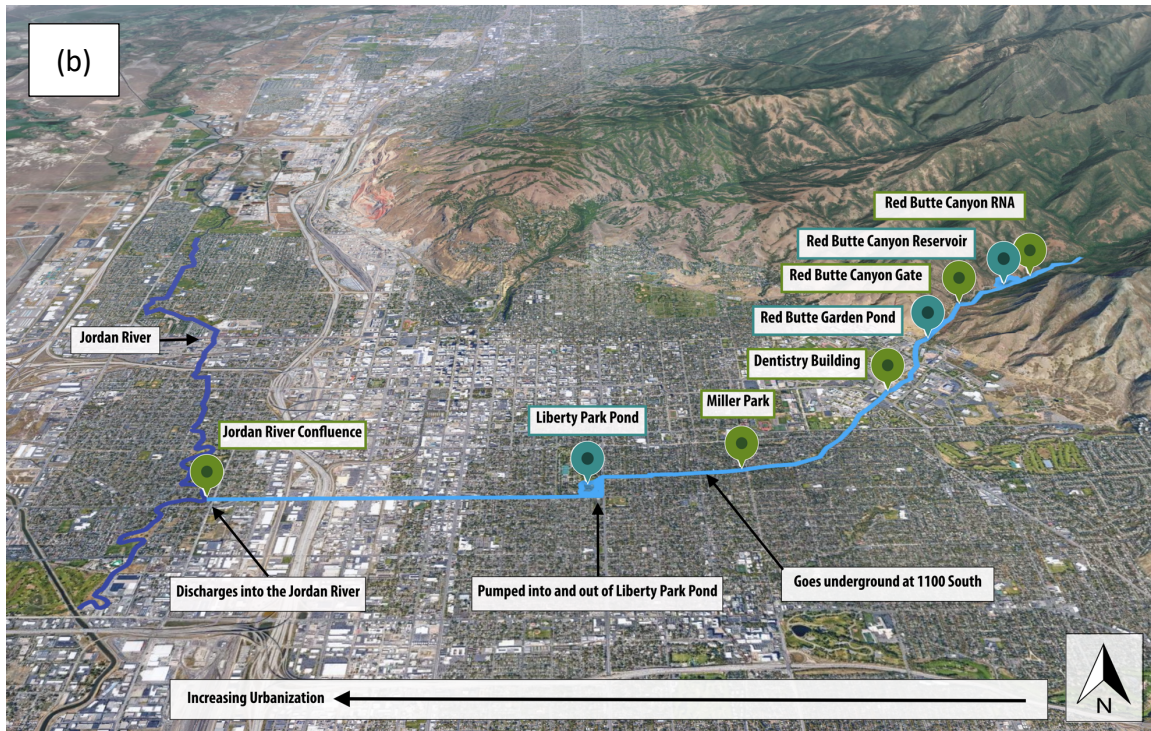 (b)
Red Butte Canyon RNA
Red Butte Canyon Reservoir
Red Butte Canyon Gate
Red Butte Garden Pond
Jordan River
Dentistry Building
Miller Park
Liberty Park Pond
Jordan River Confluence
Goes underground at 1100 South
Discharges into the Jordan River
Pumped into and out of Liberty Park Pond
Increasing Urbanization
N